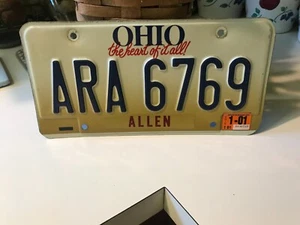 OHIO
the heart of it all!
ARA 6769
ALLEN
1-01